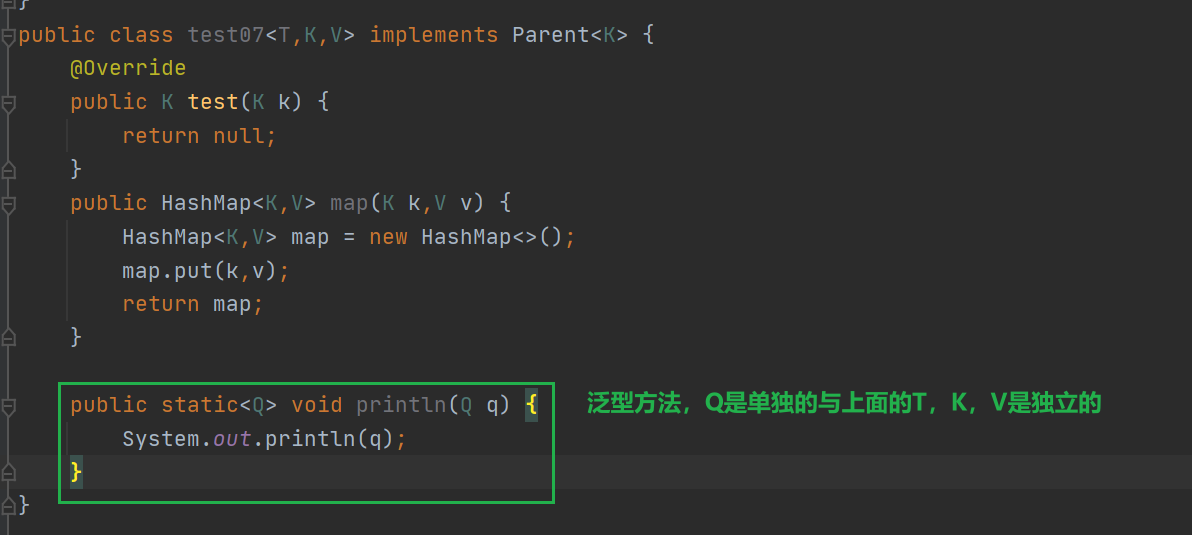 }
public class test07<T,K,V> implements Parent<K> {
@Override
public K test(K k) {
return null;
}
public HashMap<K,V> map(K k,V v) {
HashMap<K,V> map = new HashMap<>();
map.put(k,v);
return map;
}
public static<Q> void println(Q q) {
泛型方法，Q是单独的与上面的T，K，V是独立的
System.out.println(q);
}
}